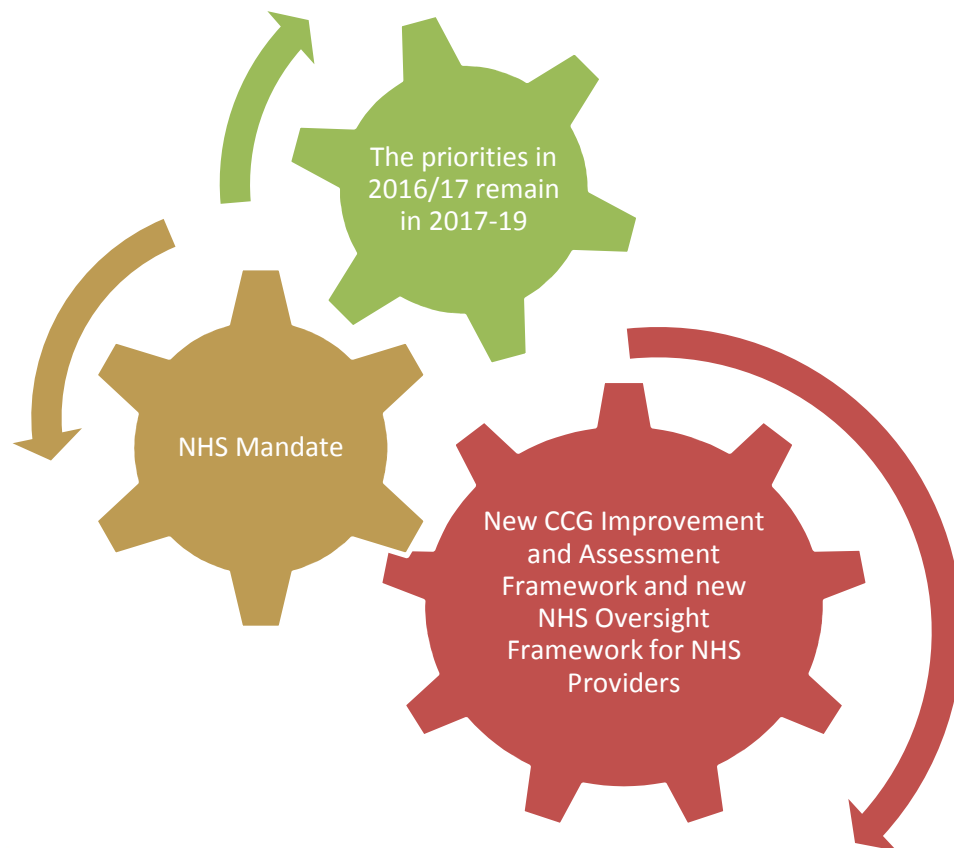 The priorities in
2016/17 remain
in 2017-19
NHS Mandate
New CCG Improvement
and Assessment
Framework and new
NHS Oversight
Framework for NHS
Providers